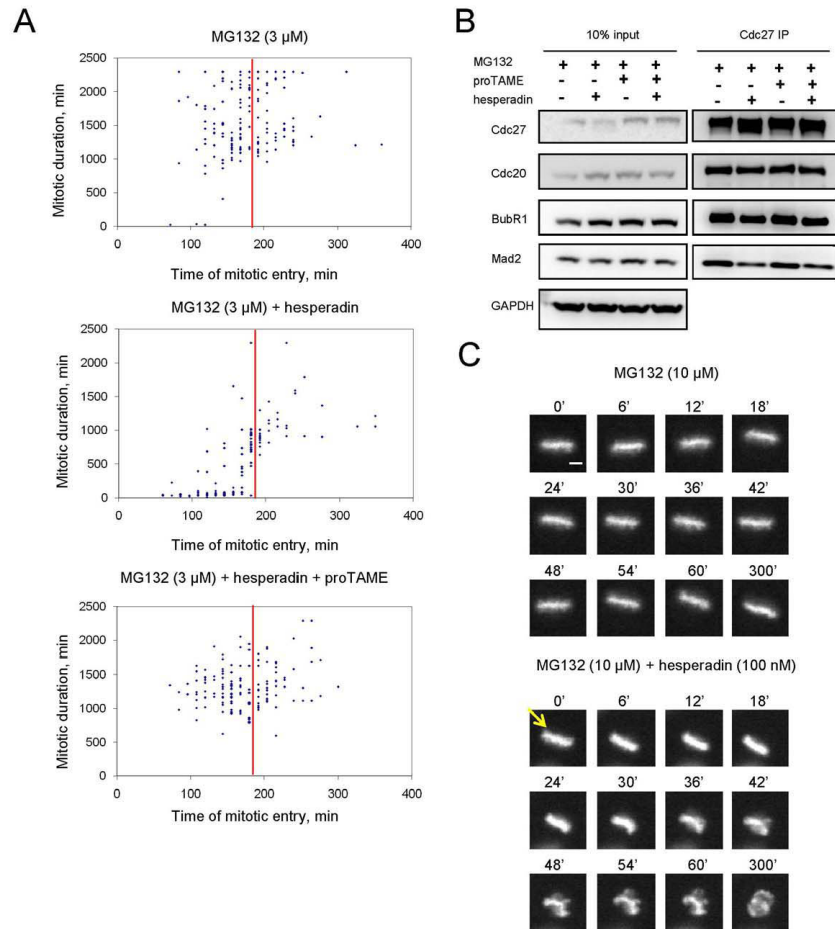 A
MG132 (3 µM)
2500
2000
1500
1000
500
0
Mitotic duration, min
0 100 200 300 400
Time of mitotic entry, min
MG132 (3 µM) + hesperadin
2500
2000
1500
1000
500
0
Mitotic duration, min
0 100 200 300 400
Time of mitotic entry, min
MG132 (3 µM) + hesperadin + proTAME
2500
2000
1500
1000
500
0
Mitotic duration, min
0 100 200 300 400
Time of mitotic entry, min
B
10% input Cdc27 IP
MG132 + + + + + + + +
proTAME - - + + - - + +
hesperadin - + - + - + - +
Cdc27
Cdc20
BubR1
Mad2
GAPDH
C
MG132 (10 µM)
0' 6' 12' 18'
24' 30' 36' 42'
48' 54' 60' 300'
MG132 (10 µM) + hesperadin (100 nM)
0' 6' 12' 18'
24' 30' 36' 42'
48' 54' 60' 300'